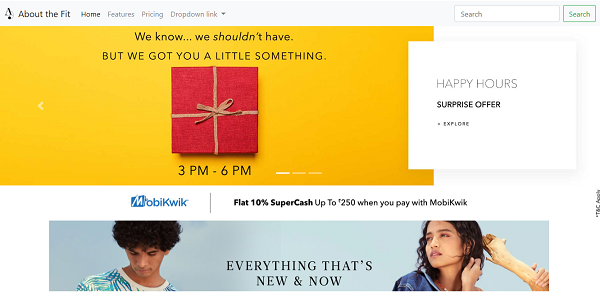 About the Fit Home Features Pricing Dropdown link Search Search
We know... we shouldn't have.
BUT WE GOT YOU A LITTLE SOMETHING.
3 PM - 6 PM
HAPPY HOURS
SURPRISE OFFER
+ EXPLORE
MobiKwik Flat 10% SuperCash Up To ₹250 when you pay with MobiKwik
*T&C Apply
EVERYTHING THAT'S
NEW & NOW